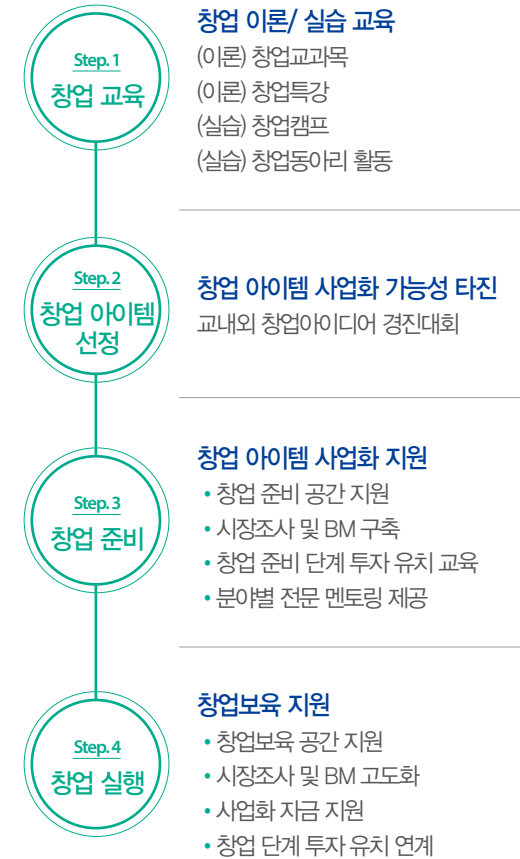 Step. 1
창업 교육
창업 이론/ 실습 교육
(이론) 창업교과목
(이론) 창업특강
(실습) 창업캠프
(실습) 창업동아리 활동
Step. 2
창업 아이템
선정
창업 아이템 사업화 가능성 타진
교내외 창업아이디어 경진대회
Step. 3
창업 준비
창업 아이템 사업화 지원
• 창업 준비 공간 지원
• 시장조사 및 BM 구축
• 창업 준비 단계 투자 유치 교육
• 분야별 전문 멘토링 제공
Step. 4
창업 실행
창업보육 지원
• 창업보육 공간 지원
• 시장조사 및 BM 고도화
• 사업화 자금 지원
• 창업 단계 투자 유치 연계